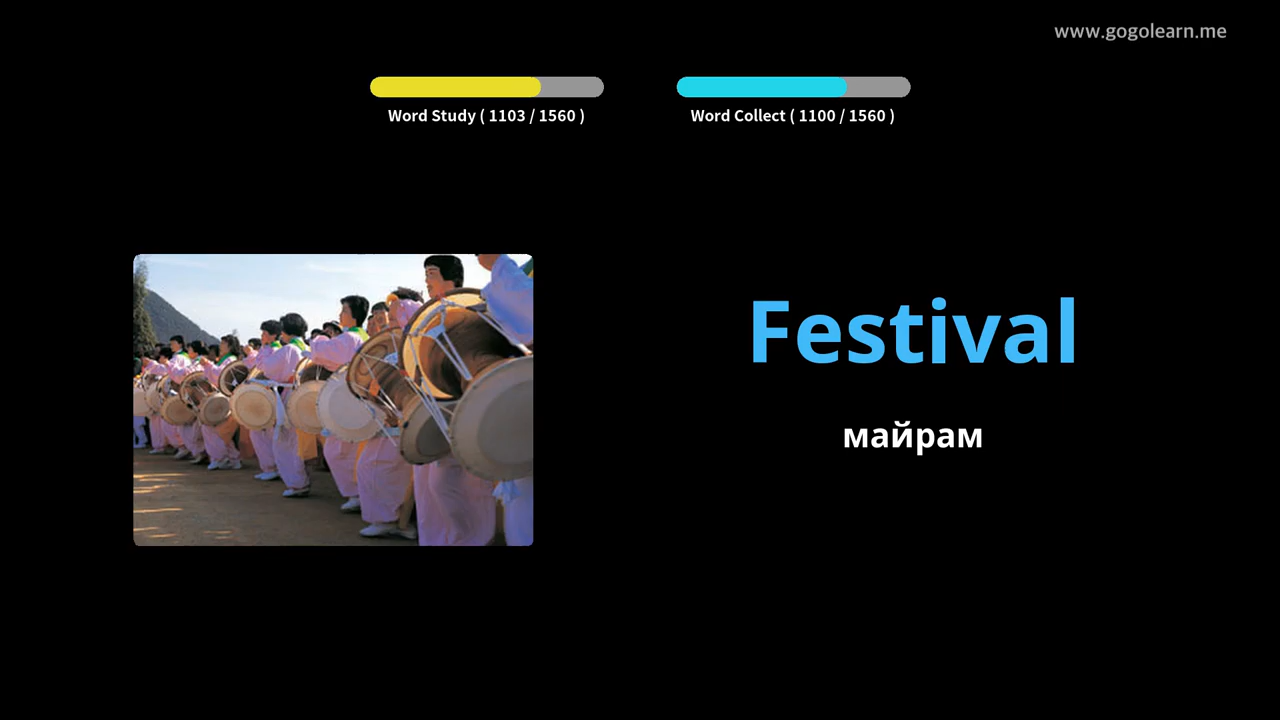 www.gogolearn.me
Word Study ( 1103 / 1560 )
Word Collect ( 1100 / 1560 )
Festival
майрам